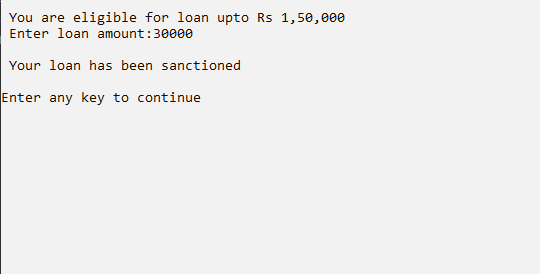 You are eligible for loan upto Rs 1,50,000
Enter loan amount:30000
Your loan has been sanctioned
Enter any key to continue